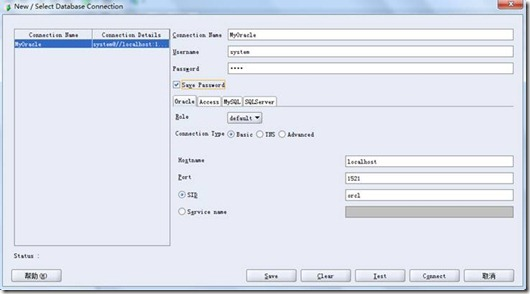 New / Select Database Connection
Connection Name Connection Details
MyOracle system@//localhost:1...
Connection Name MyOracle
Username system
Password ****
Save Password
Oracle Access MySQL SQLServer
Role default
Connection Type Basic TNS Advanced
Hostname localhost
Port 1521
SID orcl
Service name
Status :
帮助(H) Save Clear Test Connect 取消